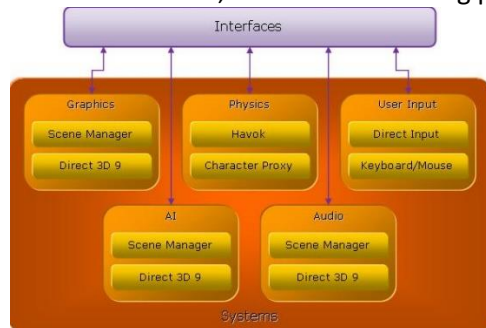 Interfaces
Graphics
Scene Manager
Direct 3D 9
Physics
Havok
Character Proxy
User Input
Direct Input
Keyboard/Mouse
AI
Scene Manager
Direct 3D 9
Audio
Scene Manager
Direct 3D 9
Systems